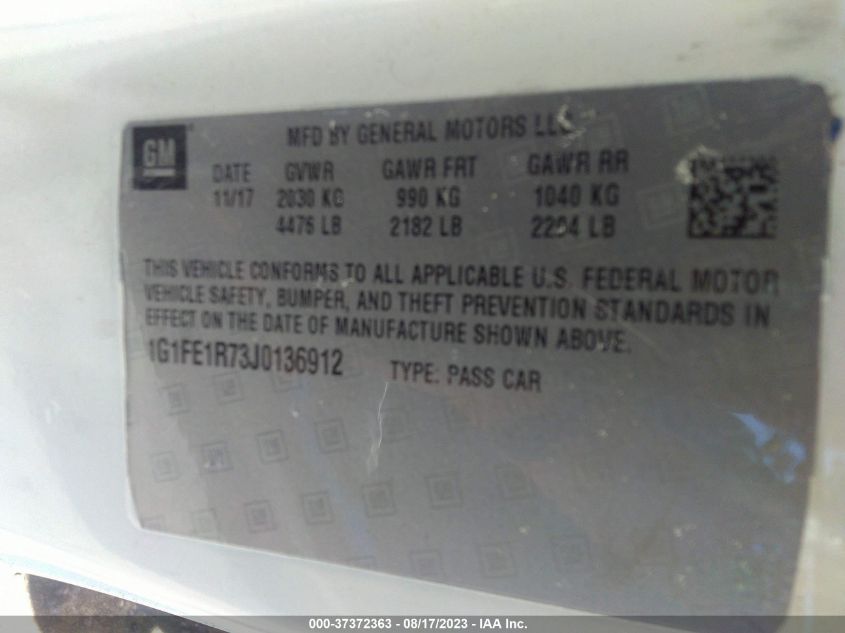 GM
MFD BY GENERAL MOTORS LLC
DATE GVWR GAWR FRT GAWR RR
11/17 2030 KG 990 KG 1040 KG
4476 LB 2182 LB 2294 LB
THIS VEHICLE CONFORMS TO ALL APPLICABLE U.S. FEDERAL MOTOR
VEHICLE SAFETY, BUMPER, AND THEFT PREVENTION STANDARDS IN
EFFECT ON THE DATE OF MANUFACTURE SHOWN ABOVE.
1G1FE1R73J0136912 TYPE: PASS CAR
000-37372363 - 08/17/2023 - IAA Inc.